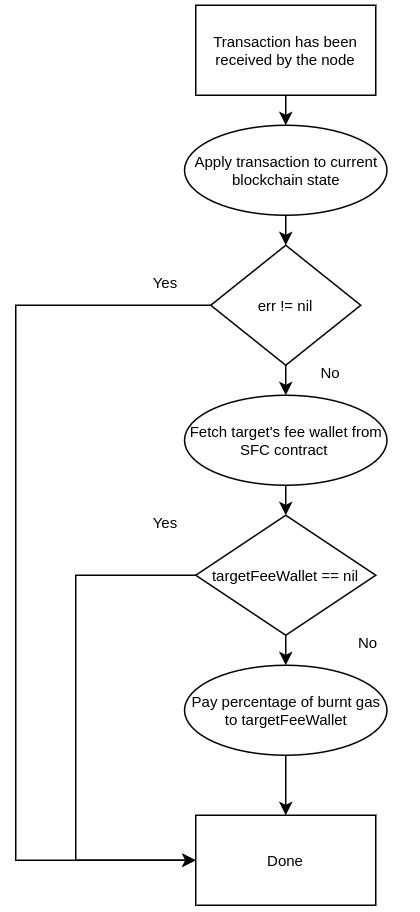 Transaction has been
received by the node
Apply transaction to current
blockchain state
Yes
err != nil
No
Fetch target's fee wallet from
SFC contract
Yes
targetFeeWallet == nil
No
Pay percentage of burnt gas
to targetFeeWallet
Done